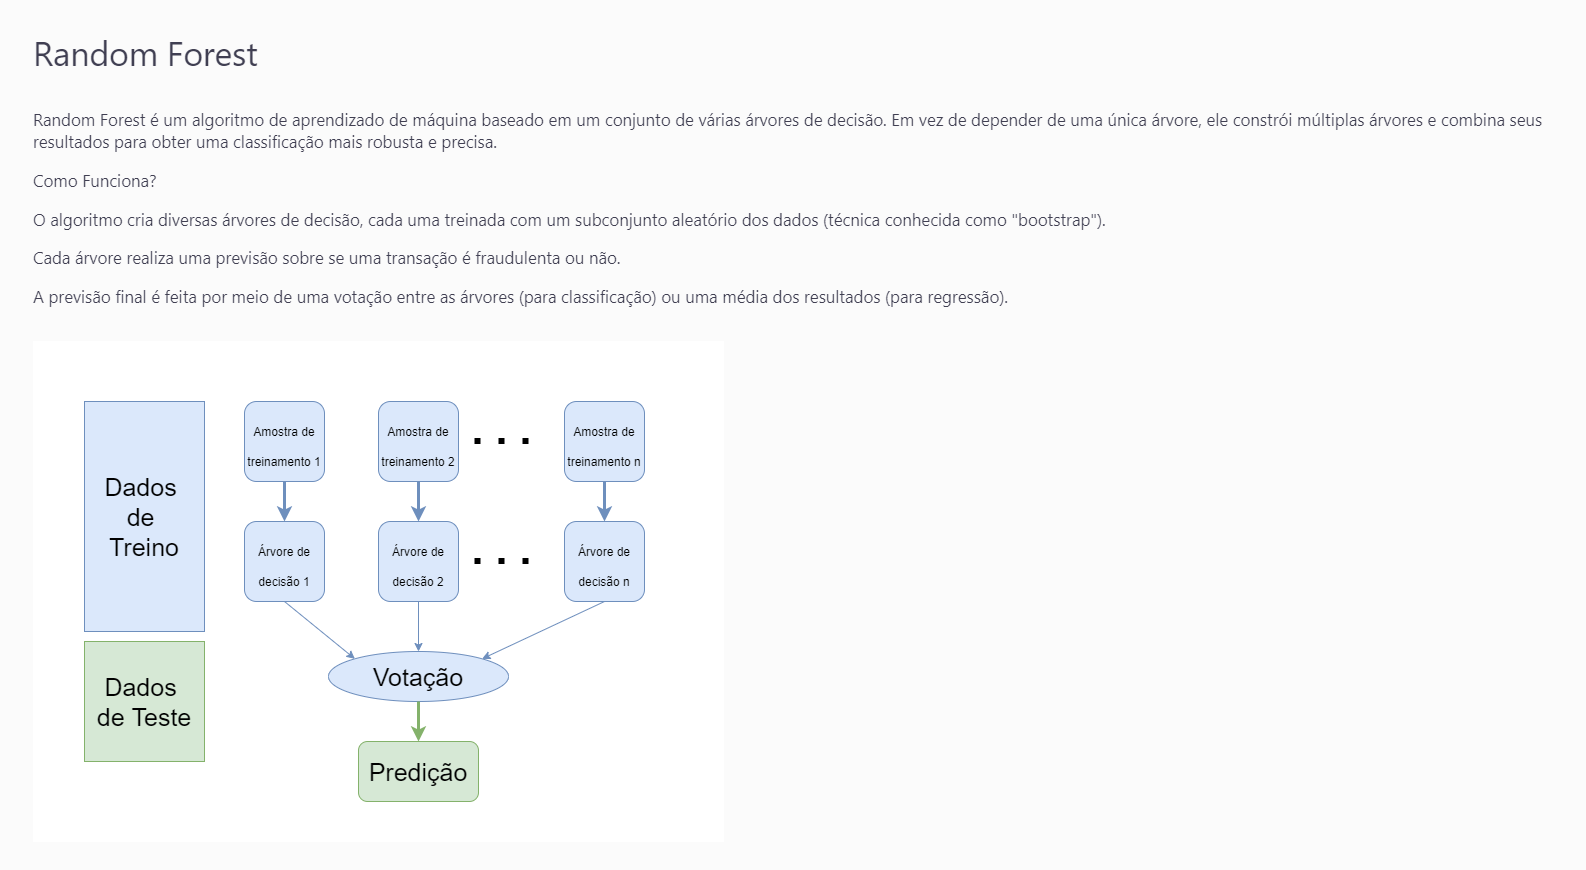 Random Forest
Random Forest é um algoritmo de aprendizado de máquina baseado em um conjunto de várias árvores de decisão. Em vez de depender de uma única árvore, ele constrói múltiplas árvores e combina seus
resultados para obter uma classificação mais robusta e precisa.
Como Funciona?
O algoritmo cria diversas árvores de decisão, cada uma treinada com um subconjunto aleatório dos dados (técnica conhecida como "bootstrap").
Cada árvore realiza uma previsão sobre se uma transação é fraudulenta ou não.
A previsão final é feita por meio de uma votação entre as árvores (para classificação) ou uma média dos resultados (para regressão).
Dados
de
Treino
Amostra de
treinamento 1
Amostra de
treinamento 2
. . .
Amostra de
treinamento n
Árvore de
decisão 1
Árvore de
decisão 2
. . .
Árvore de
decisão n
Dados
de Teste
Votação
Predição